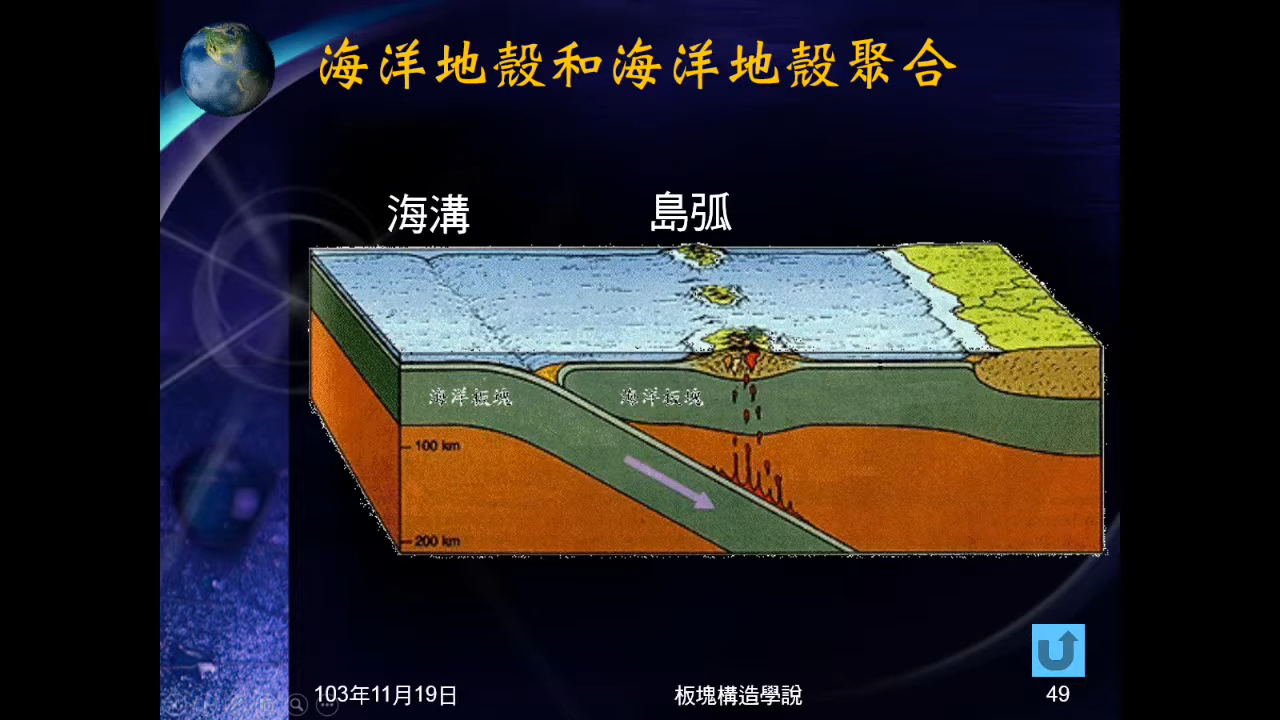 海洋地殼和海洋地殼聚合
海溝 島弧
海洋板塊 海洋板塊
100 km
200 km
103年11月19日 板塊構造學說 49